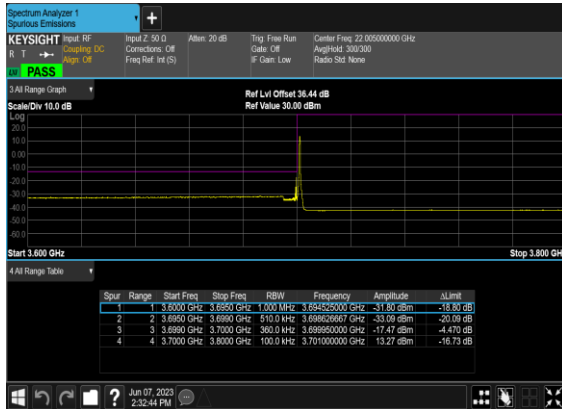 Spectrum Analyzer 1
Spurious Emissions
+
KEYSIGHT Input: RF Input Z: 50 Ω Atten: 20 dB Trig: Free Run Center Freq: 22.005000000 GHz
R T Coupling: DC Corrections: Off Gate: Off Avg|Hold: 300/300
Align: Off Freq Ref: Int (S) IF Gain: Low Radio Std: None
PASS
3 All Range Graph Ref Lvl Offset 36.44 dB
Scale/Div 10.0 dB Ref Value 30.00 dBm
Log
20.0
10.0
0.00
-10.0
-20.0
-30.0
-40.0
-50.0
-60.0
Start 3.600 GHz Stop 3.800 GH
4 All Range Table
Spur Range Start Freq Stop Freq RBW Frequency Amplitude ΔLimit
1 1 3.6000 GHz 3.6950 GHz 1.000 MHz 3.694525000 GHz -31.80 dBm -18.80 dB
2 2 3.6950 GHz 3.6990 GHz 510.0 kHz 3.698626667 GHz -33.09 dBm -20.09 dB
3 3 3.6990 GHz 3.7000 GHz 360.0 kHz 3.699950000 GHz -17.47 dBm -4.470 dB
4 4 3.7000 GHz 3.8000 GHz 100.0 kHz 3.701000000 GHz 13.27 dBm -16.73 dB
? Jun 07, 2023
2:32:44 PM